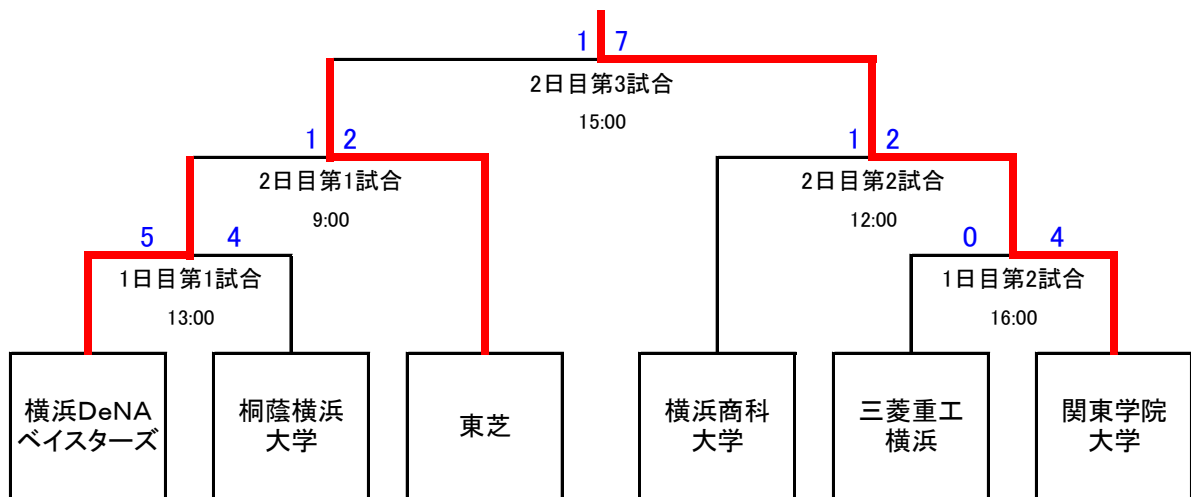 1 7
2日目第3試合
15:00
1 2
1 2
2日目第1試合
2日目第2試合
9:00
12:00
5 4
0 4
1日目第1試合
1日目第2試合
13:00
16:00
横浜DeNA
ベイスターズ
桐蔭横浜
大学
東芝
横浜商科
大学
三菱重工
横浜
関東学院
大学